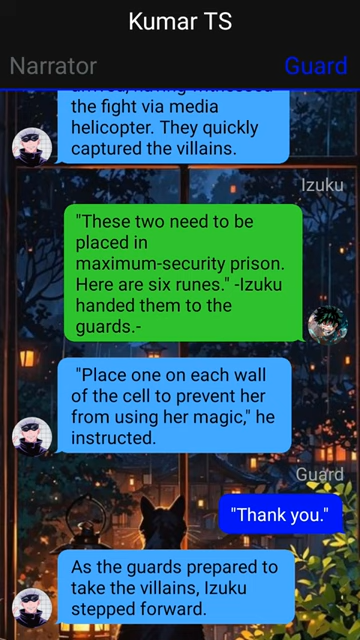 Kumar TS
Narrator
Guard
arrived, having witnessed
the fight via media
helicopter. They quickly
captured the villains.
Izuku
"These two need to be
placed in
maximum-security prison.
Here are six runes." -Izuku
handed them to the
guards.-
"Place one on each wall
of the cell to prevent her
from using her magic," he
instructed.
Guard
"Thank you."
As the guards prepared to
take the villains, Izuku
stepped forward.